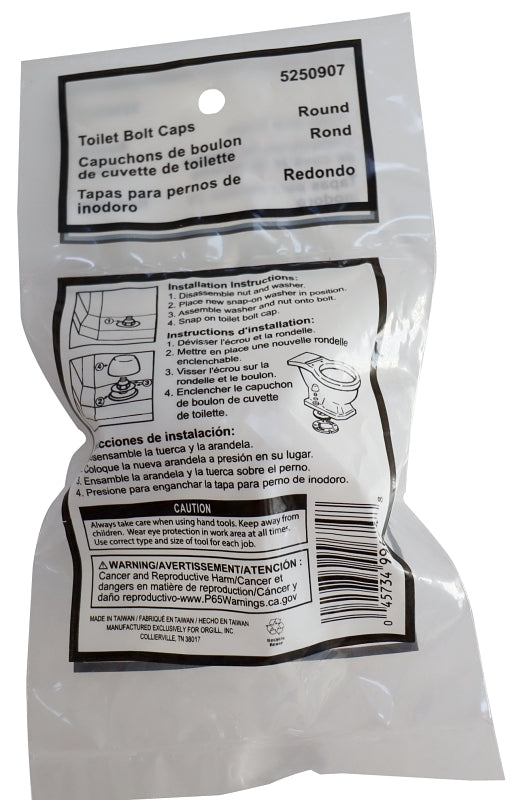 5250907
Toilet Bolt Caps
Round
Capuchons de boulon
de cuvette de toilette
Rond
Tapas para pernos de
inodoro
Redondo
Installation Instructions:
1. Disassemble nut and washer.
2. Place new snap-on washer in position.
3. Assemble washer and nut onto bolt.
4. Snap on toilet bolt cap.
Instructions d'installation:
1. Dévisser l'écrou et la rondelle.
2. Mettre en place une nouvelle rondelle
enclenchable.
3. Visser l'écrou sur la
rondelle et le boulon.
4. Enclencher le capuchon
de boulon de cuvette
de toilette.
cciones de instalación:
esensamble la tuerca y la arandela.
Coloque la nueva arandela a presión en su lugar.
3. Ensamble la arandela y la tuerca sobre el perno.
4. Presione para enganchar la tapa para perno de inodoro.
CAUTION
Always take care when using hand tools. Keep away from
children. Wear eye protection in work area at all times.
Use correct type and size of tool for each job.
⚠WARNING/AVERTISSEMENT/ATENCIÓN :
Cancer and Reproductive Harm/Cancer et
dangers en matière de reproduction/Cáncer y
daño reproductivo-www.P65Warnings.ca.gov
MADE IN TAIWAN / FABRIQUÉ EN TAIWAN / HECHO EN TAIWAN
MANUFACTURED EXCLUSIVELY FOR ORGILL, INC.
COLLIERVILLE, TN 38017
Recycle
0 45734 99
8